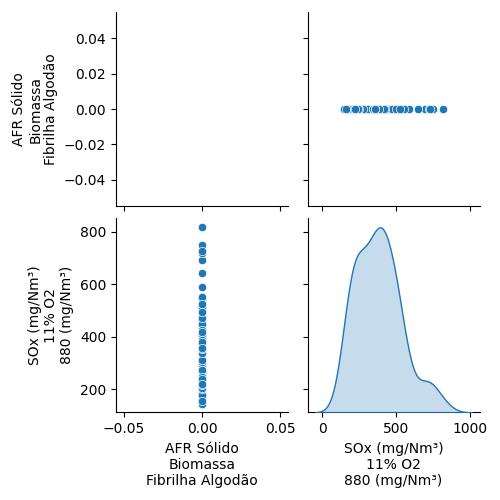 0.04
0.02
0.00
−0.02
−0.04
AFR Sólido
Biomassa
Fibrilha Algodão
800
600
400
200
SOx (mg/Nm³)
11% O2
880 (mg/Nm³)
−0.05
0.00
0.05
AFR Sólido
Biomassa
Fibrilha Algodão
0
500
1000
SOx (mg/Nm³)
11% O2
880 (mg/Nm³)